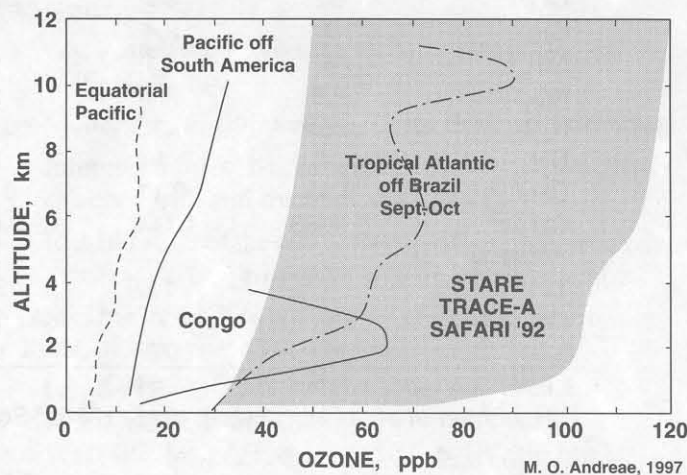 12
10
8
6
4
2
0
ALTITUDE, km
Pacific off
South America
Equatorial
Pacific
Tropical Atlantic
off Brazil
Sept-Oct
Congo
STARE
TRACE-A
SAFARI '92
0 20 40 60 80 100 120
OZONE, ppb
M. O. Andreae, 1997